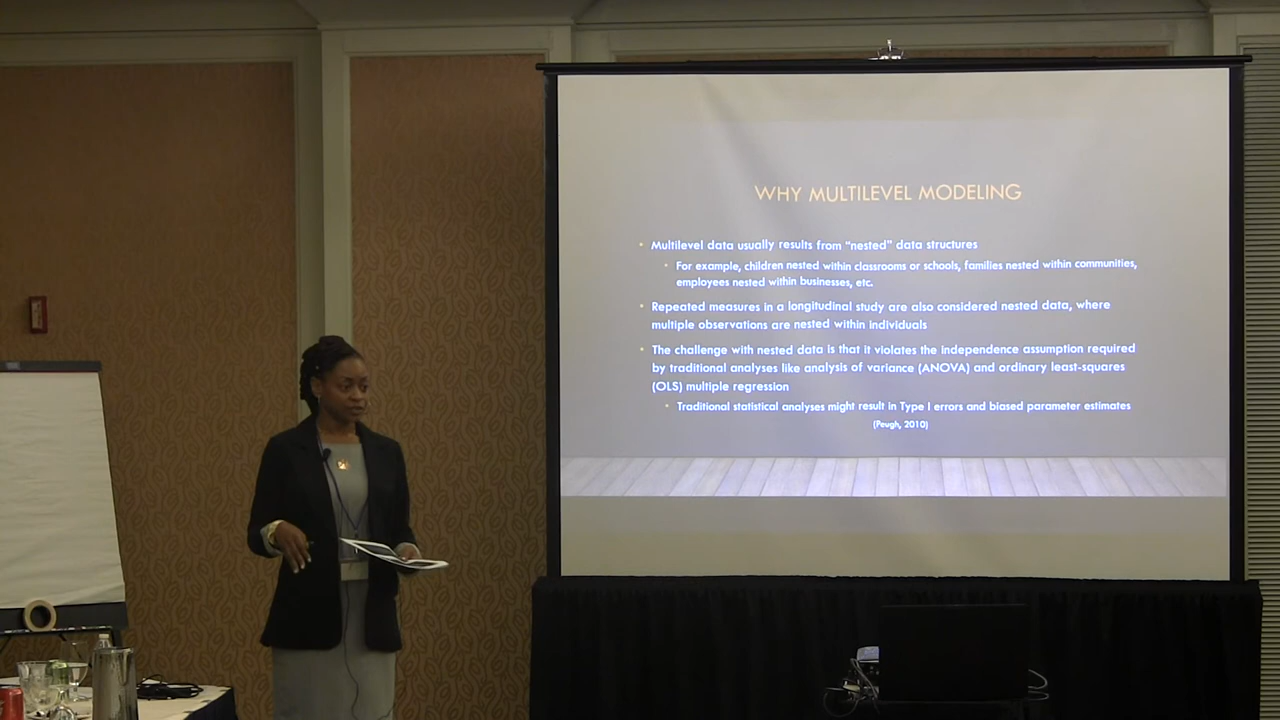 WHY MULTILEVEL MODELING
• Multilevel data usually results from “nested” data structures
• For example, children nested within classrooms or schools, families nested within communities,
employees nested within businesses, etc.
• Repeated measures in a longitudinal study are also considered nested data, where
multiple observations are nested within individuals
• The challenge with nested data is that it violates the independence assumption required
by traditional analyses like analysis of variance (ANOVA) and ordinary least-squares
(OLS) multiple regression
• Traditional statistical analyses might result in Type I errors and biased parameter estimates
(Peugh, 2010)